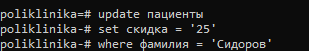 poliklinika=# update пациенты
poliklinika-# set скидка = '25'
poliklinika-# where фамилия = 'Сидоров'